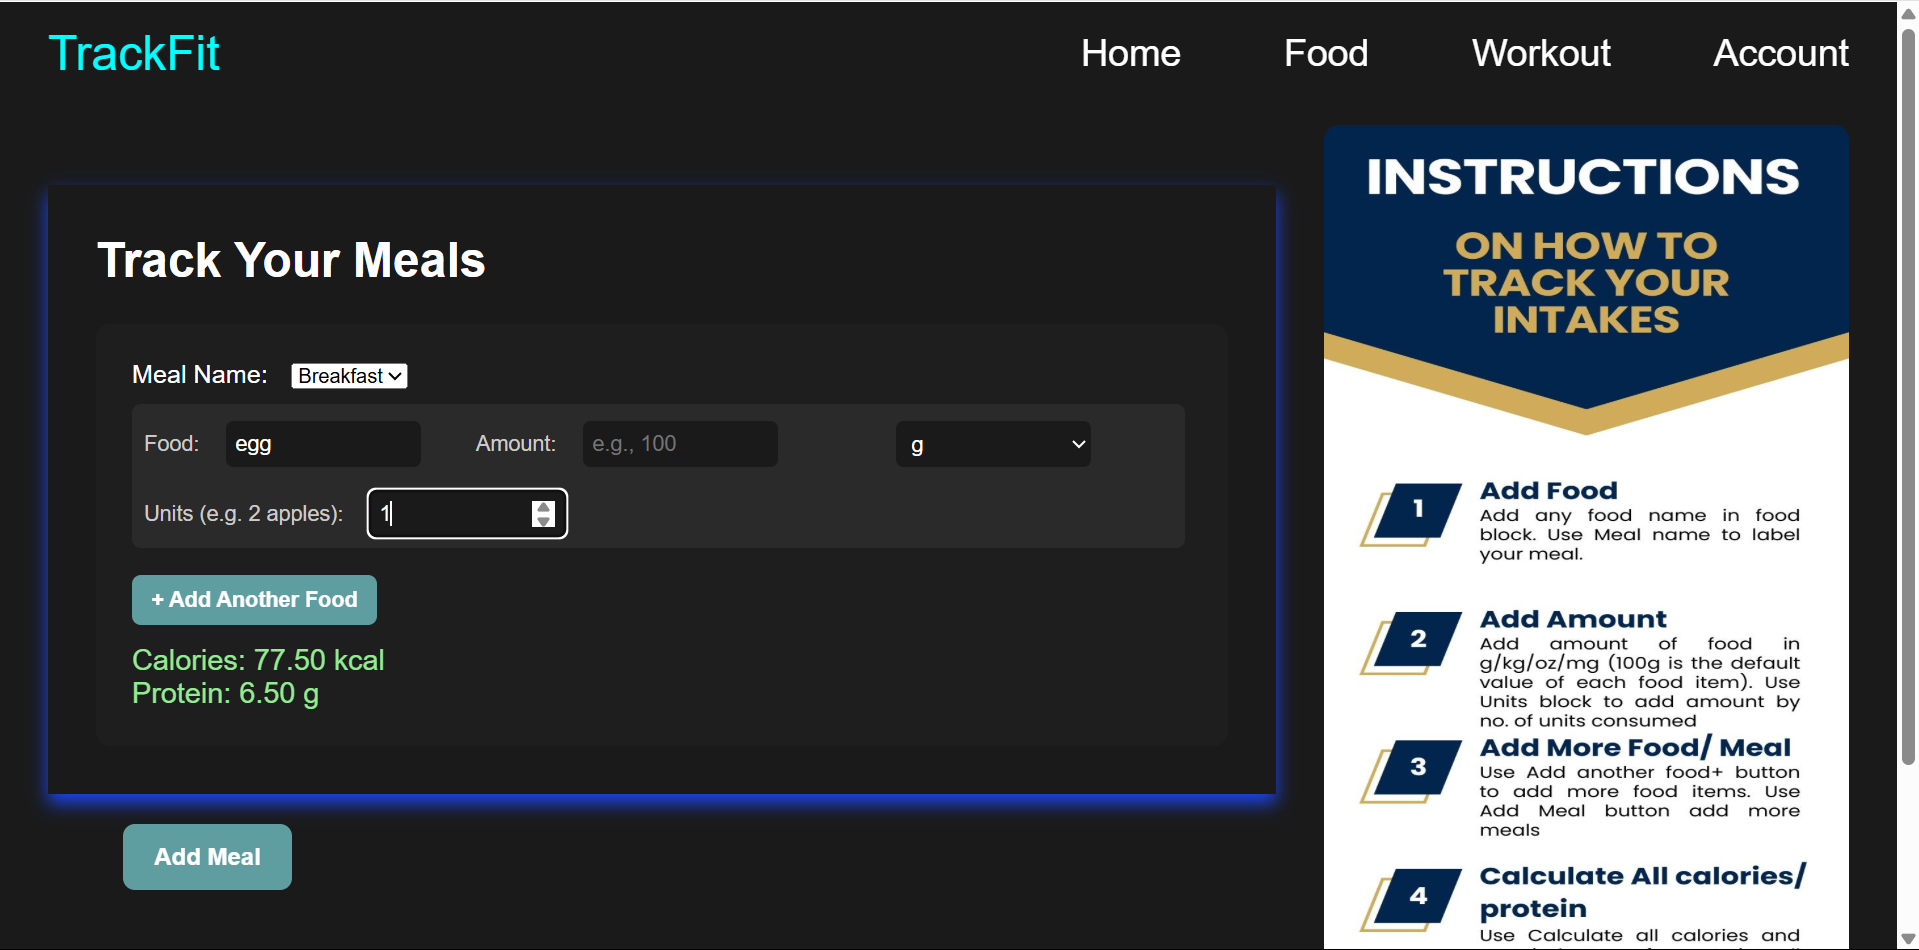 TrackFit
Home Food Workout Account
Track Your Meals
Meal Name: Breakfast
Food: egg Amount: e.g., 100 g
Units (e.g. 2 apples): 1
+ Add Another Food
Calories: 77.50 kcal
Protein: 6.50 g
Add Meal
INSTRUCTIONS
ON HOW TO
TRACK YOUR
INTAKES
1
Add Food
Add any food name in food
block. Use Meal name to label
your meal.
2
Add Amount
Add amount of food in
g/kg/oz/mg (100g is the default
value of each food item). Use
Units block to add amount by
no. of units consumed
3
Add More Food/ Meal
Use Add another food+ button
to add more food items. Use
Add Meal button add more
meals
4
Calculate All calories/
protein
Use Calculate all calories and